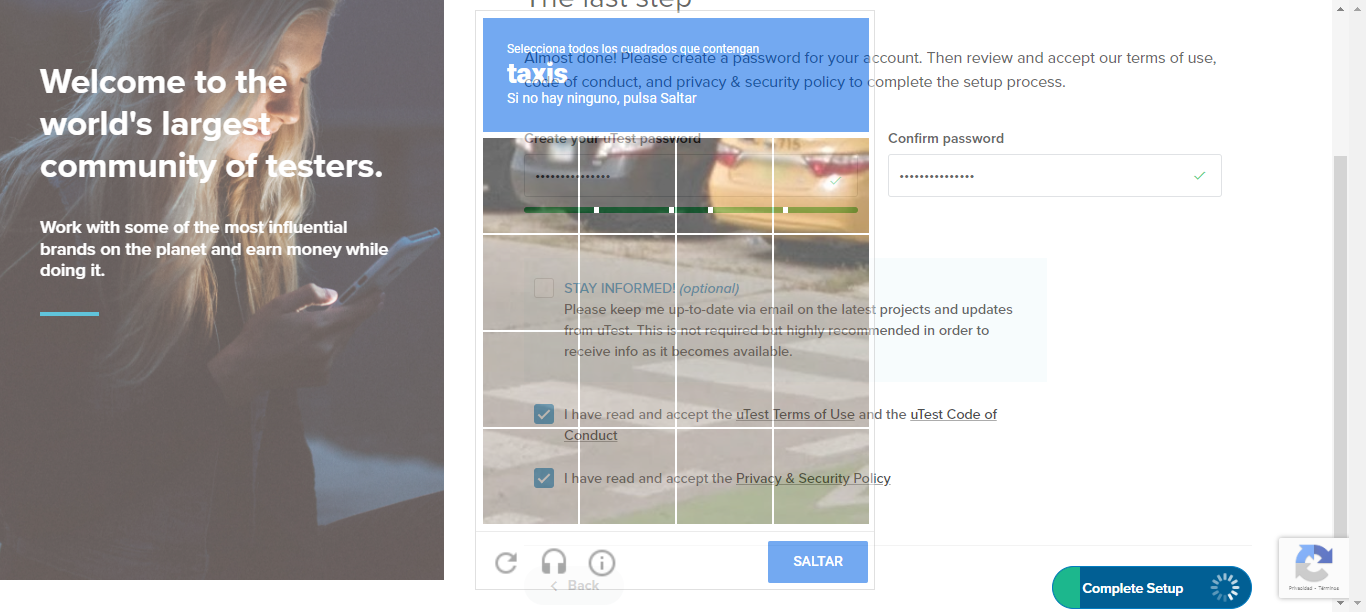 Welcome to the
world's largest
community of testers.
Work with some of the most influential
brands on the planet and earn money while
doing it.
The last step
Almost done! Please create a password for your account. Then review and accept our terms of use,
code of conduct, and privacy & security policy to complete the setup process.
Selecciona todos los cuadrados que contengan
taxis
Si no hay ninguno, pulsa Saltar
Create your uTest password
Confirm password
•••••••••••••••
•••••••••••••••
715
STAY INFORMED! (optional)
Please keep me up-to-date via email on the latest projects and updates
from uTest. This is not required but highly recommended in order to
receive info as it becomes available.
I have read and accept the uTest Terms of Use and the uTest Code of
Conduct
I have read and accept the Privacy & Security Policy
SALTAR
Back
Complete Setup
Privacidad - Términos